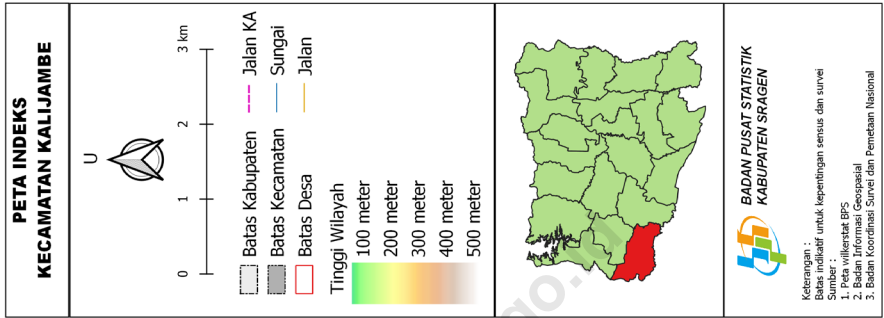 PETA INDEKS
KECAMATAN KALIJAMBE
U
0 1 2 3 km
Batas Kabupaten
Batas Kecamatan
Batas Desa
Jalan KA
Sungai
Jalan
Tinggi Wilayah
100 meter
200 meter
300 meter
400 meter
500 meter
BADAN PUSAT STATISTIK
KABUPATEN SRAGEN
Keterangan :
Batas indikatif untuk kepentingan sensus dan survei
Sumber :
1. Peta wilkerstat BPS
2. Badan Informasi Geospasial
3. Badan Koordinasi Survei dan Pemetaan Nasional
go.id